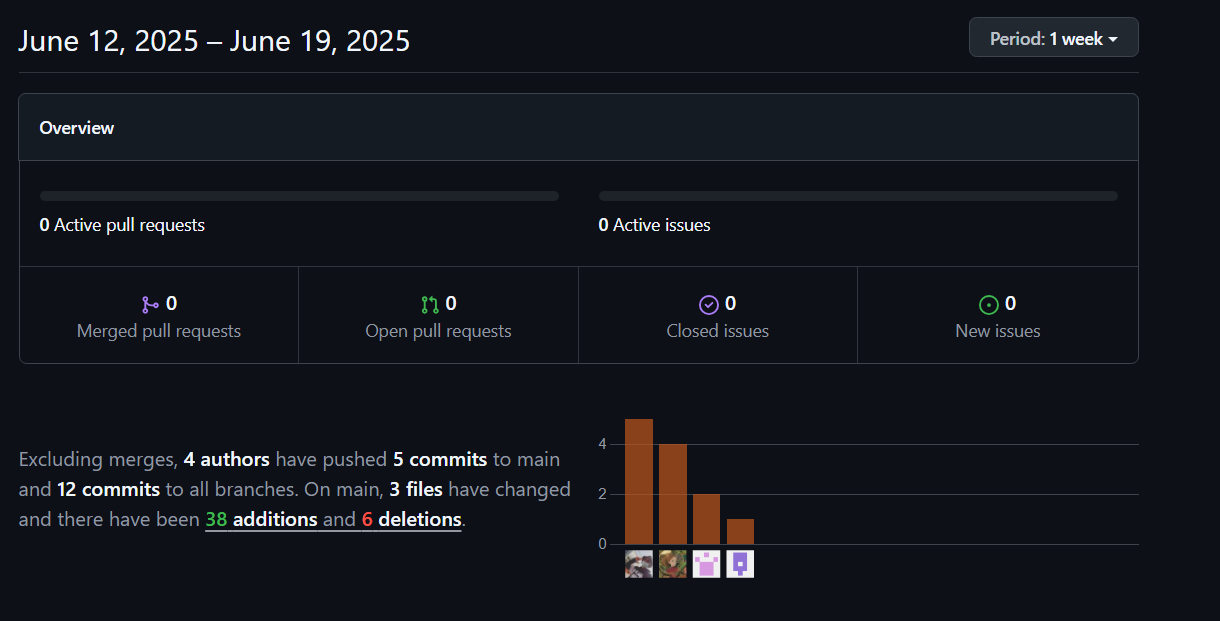 June 12, 2025 – June 19, 2025
Period: 1 week
Overview
0 Active pull requests
0 Active issues
0
Merged pull requests
0
Open pull requests
0
Closed issues
0
New issues
Excluding merges, 4 authors have pushed 5 commits to main
and 12 commits to all branches. On main, 3 files have changed
and there have been 38 additions and 6 deletions.
4
2
0